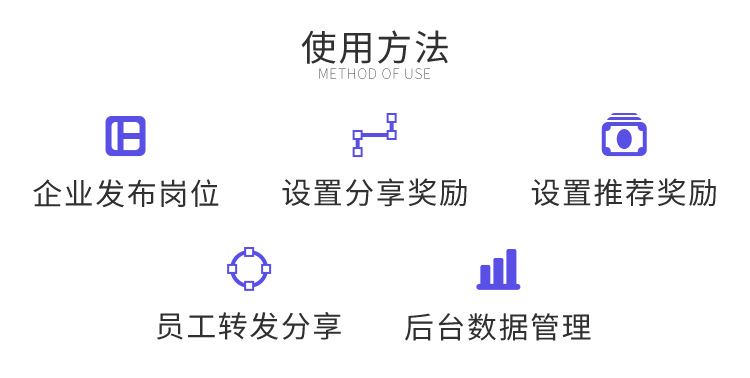 使用方法
METHOD OF USE
企业发布岗位
设置分享奖励
设置推荐奖励
员工转发分享
后台数据管理